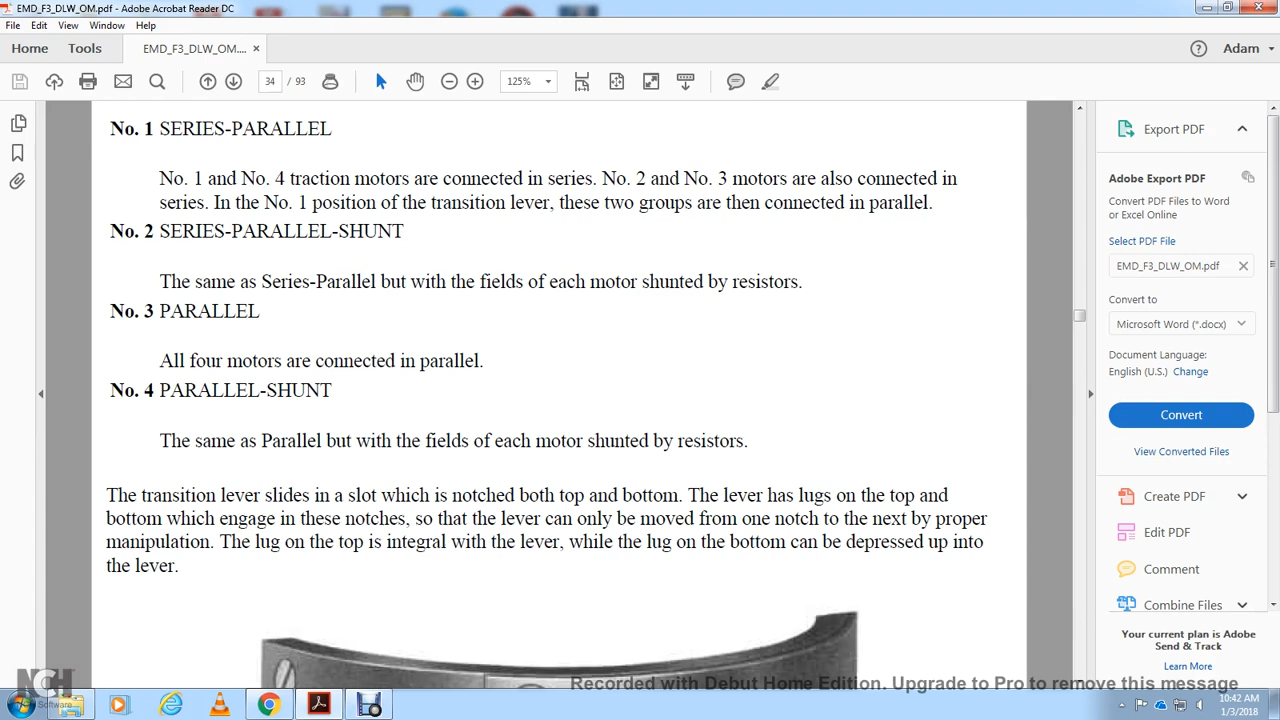 EMD_F3_DLW_OM.pdf - Adobe Acrobat Reader DC
File Edit View Window Help
Home Tools EMD_F3_DLW_OM.... Adam
34 / 93 125%
No. 1 SERIES-PARALLEL
No. 1 and No. 4 traction motors are connected in series. No. 2 and No. 3 motors are also connected in
series. In the No. 1 position of the transition lever, these two groups are then connected in parallel.
No. 2 SERIES-PARALLEL-SHUNT
The same as Series-Parallel but with the fields of each motor shunted by resistors.
No. 3 PARALLEL
All four motors are connected in parallel.
No. 4 PARALLEL-SHUNT
The same as Parallel but with the fields of each motor shunted by resistors.
The transition lever slides in a slot which is notched both top and bottom. The lever has lugs on the top and
bottom which engage in these notches, so that the lever can only be moved from one notch to the next by proper
manipulation. The lug on the top is integral with the lever, while the lug on the bottom can be depressed up into
the lever.
Export PDF
Adobe Export PDF
Convert PDF Files to Word
or Excel Online
Select PDF File
EMD_F3_DLW_OM.pdf
Convert to
Microsoft Word (*.docx)
Document Language:
English (U.S.) Change
Convert
View Converted Files
Create PDF
Edit PDF
Comment
Combine Files
Your current plan is Adobe
Send & Track
Learn More
NCH
Software
Recorded with Debut Home Edition. Upgrade to Pro to remove this message
10:42 AM
1/3/2018